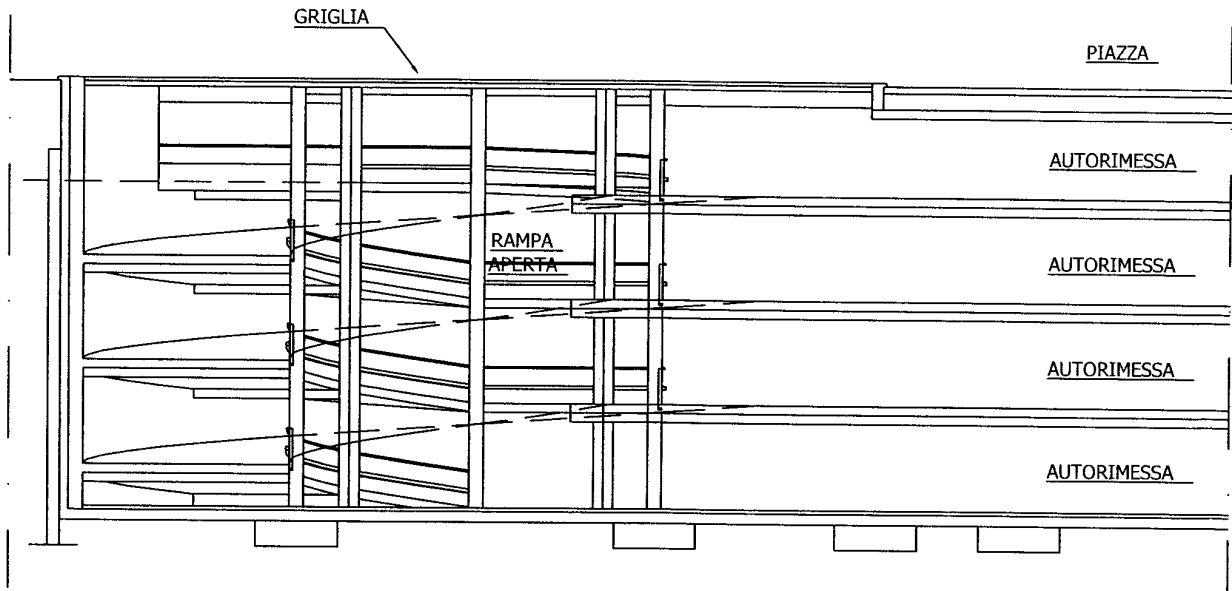 GRIGLIA
PIAZZA
AUTORIMESSA
RAMPA
APERTA
AUTORIMESSA
AUTORIMESSA
AUTORIMESSA